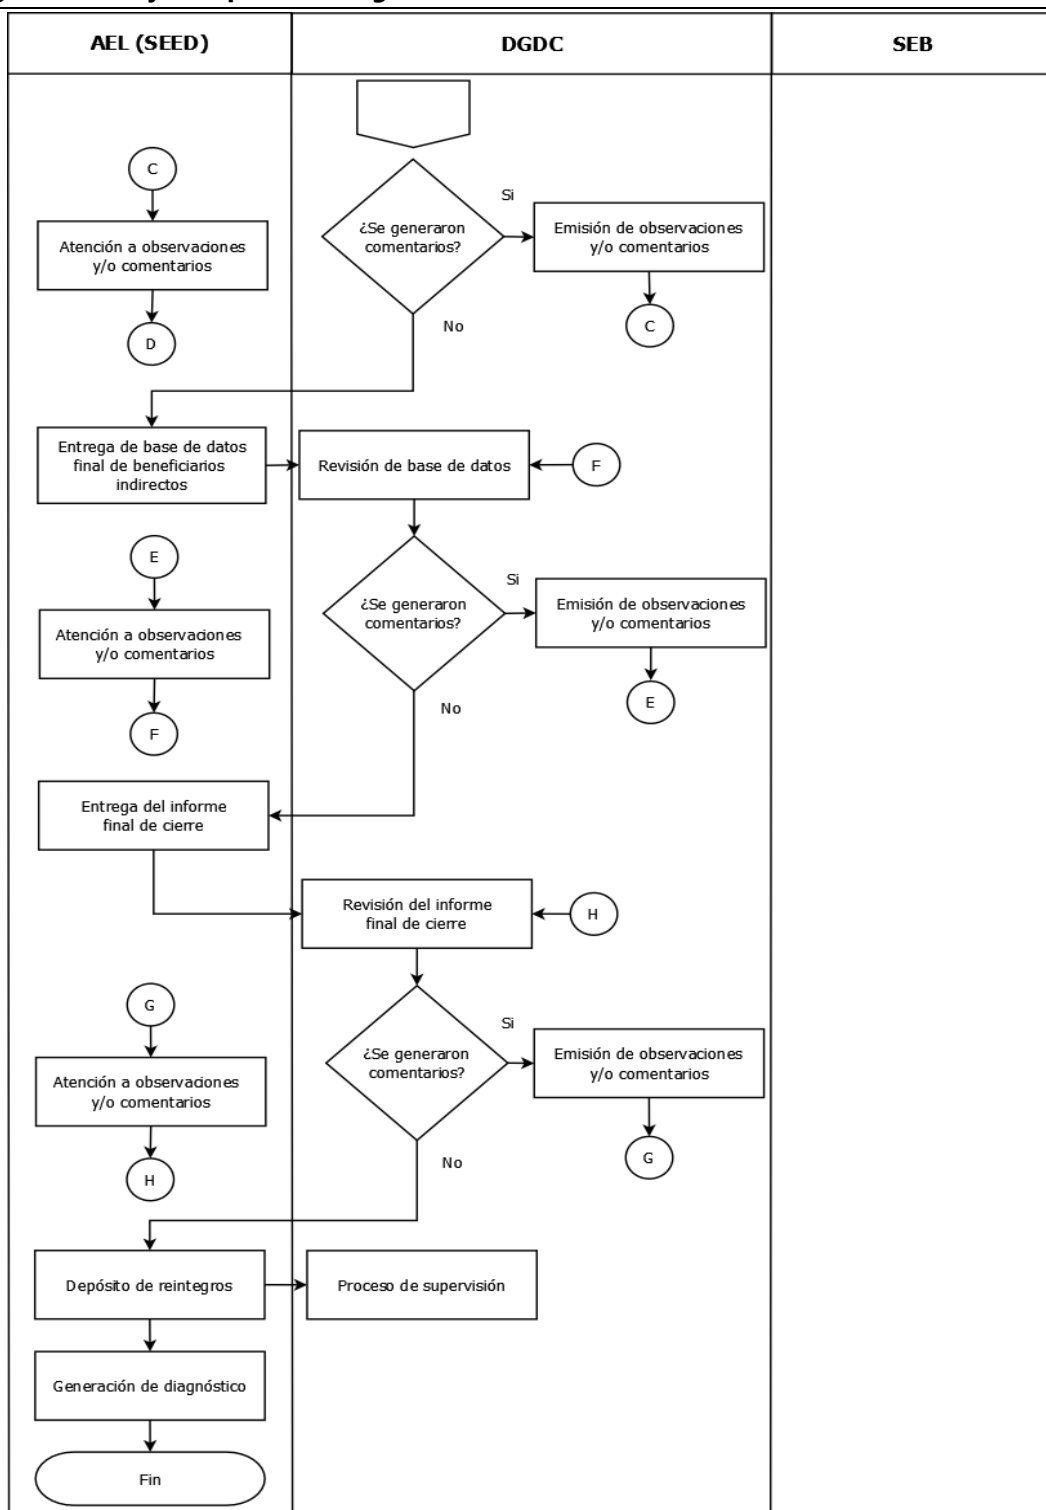 AEL (SEED)
DGDC
SEB
C
¿Se generaron
comentarios?
Si
Emisión de observaciones
y/o comentarios
Atención a observaciones
y/o comentarios
D
No
C
Entrega de base de datos
final de beneficiarios
indirectos
Revisión de base de datos
F
E
¿Se generaron
comentarios?
Si
Emisión de observaciones
y/o comentarios
Atención a observaciones
y/o comentarios
F
No
E
Entrega del informe
final de cierre
Revisión del informe
final de cierre
H
G
¿Se generaron
comentarios?
Si
Emisión de observaciones
y/o comentarios
Atención a observaciones
y/o comentarios
H
No
G
Depósito de reintegros
Proceso de supervisión
Generación de diagnóstico
Fin